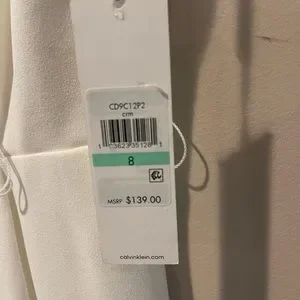 a
CD9C12P2
crm
8
MSRP $139.00
calvinklein.com